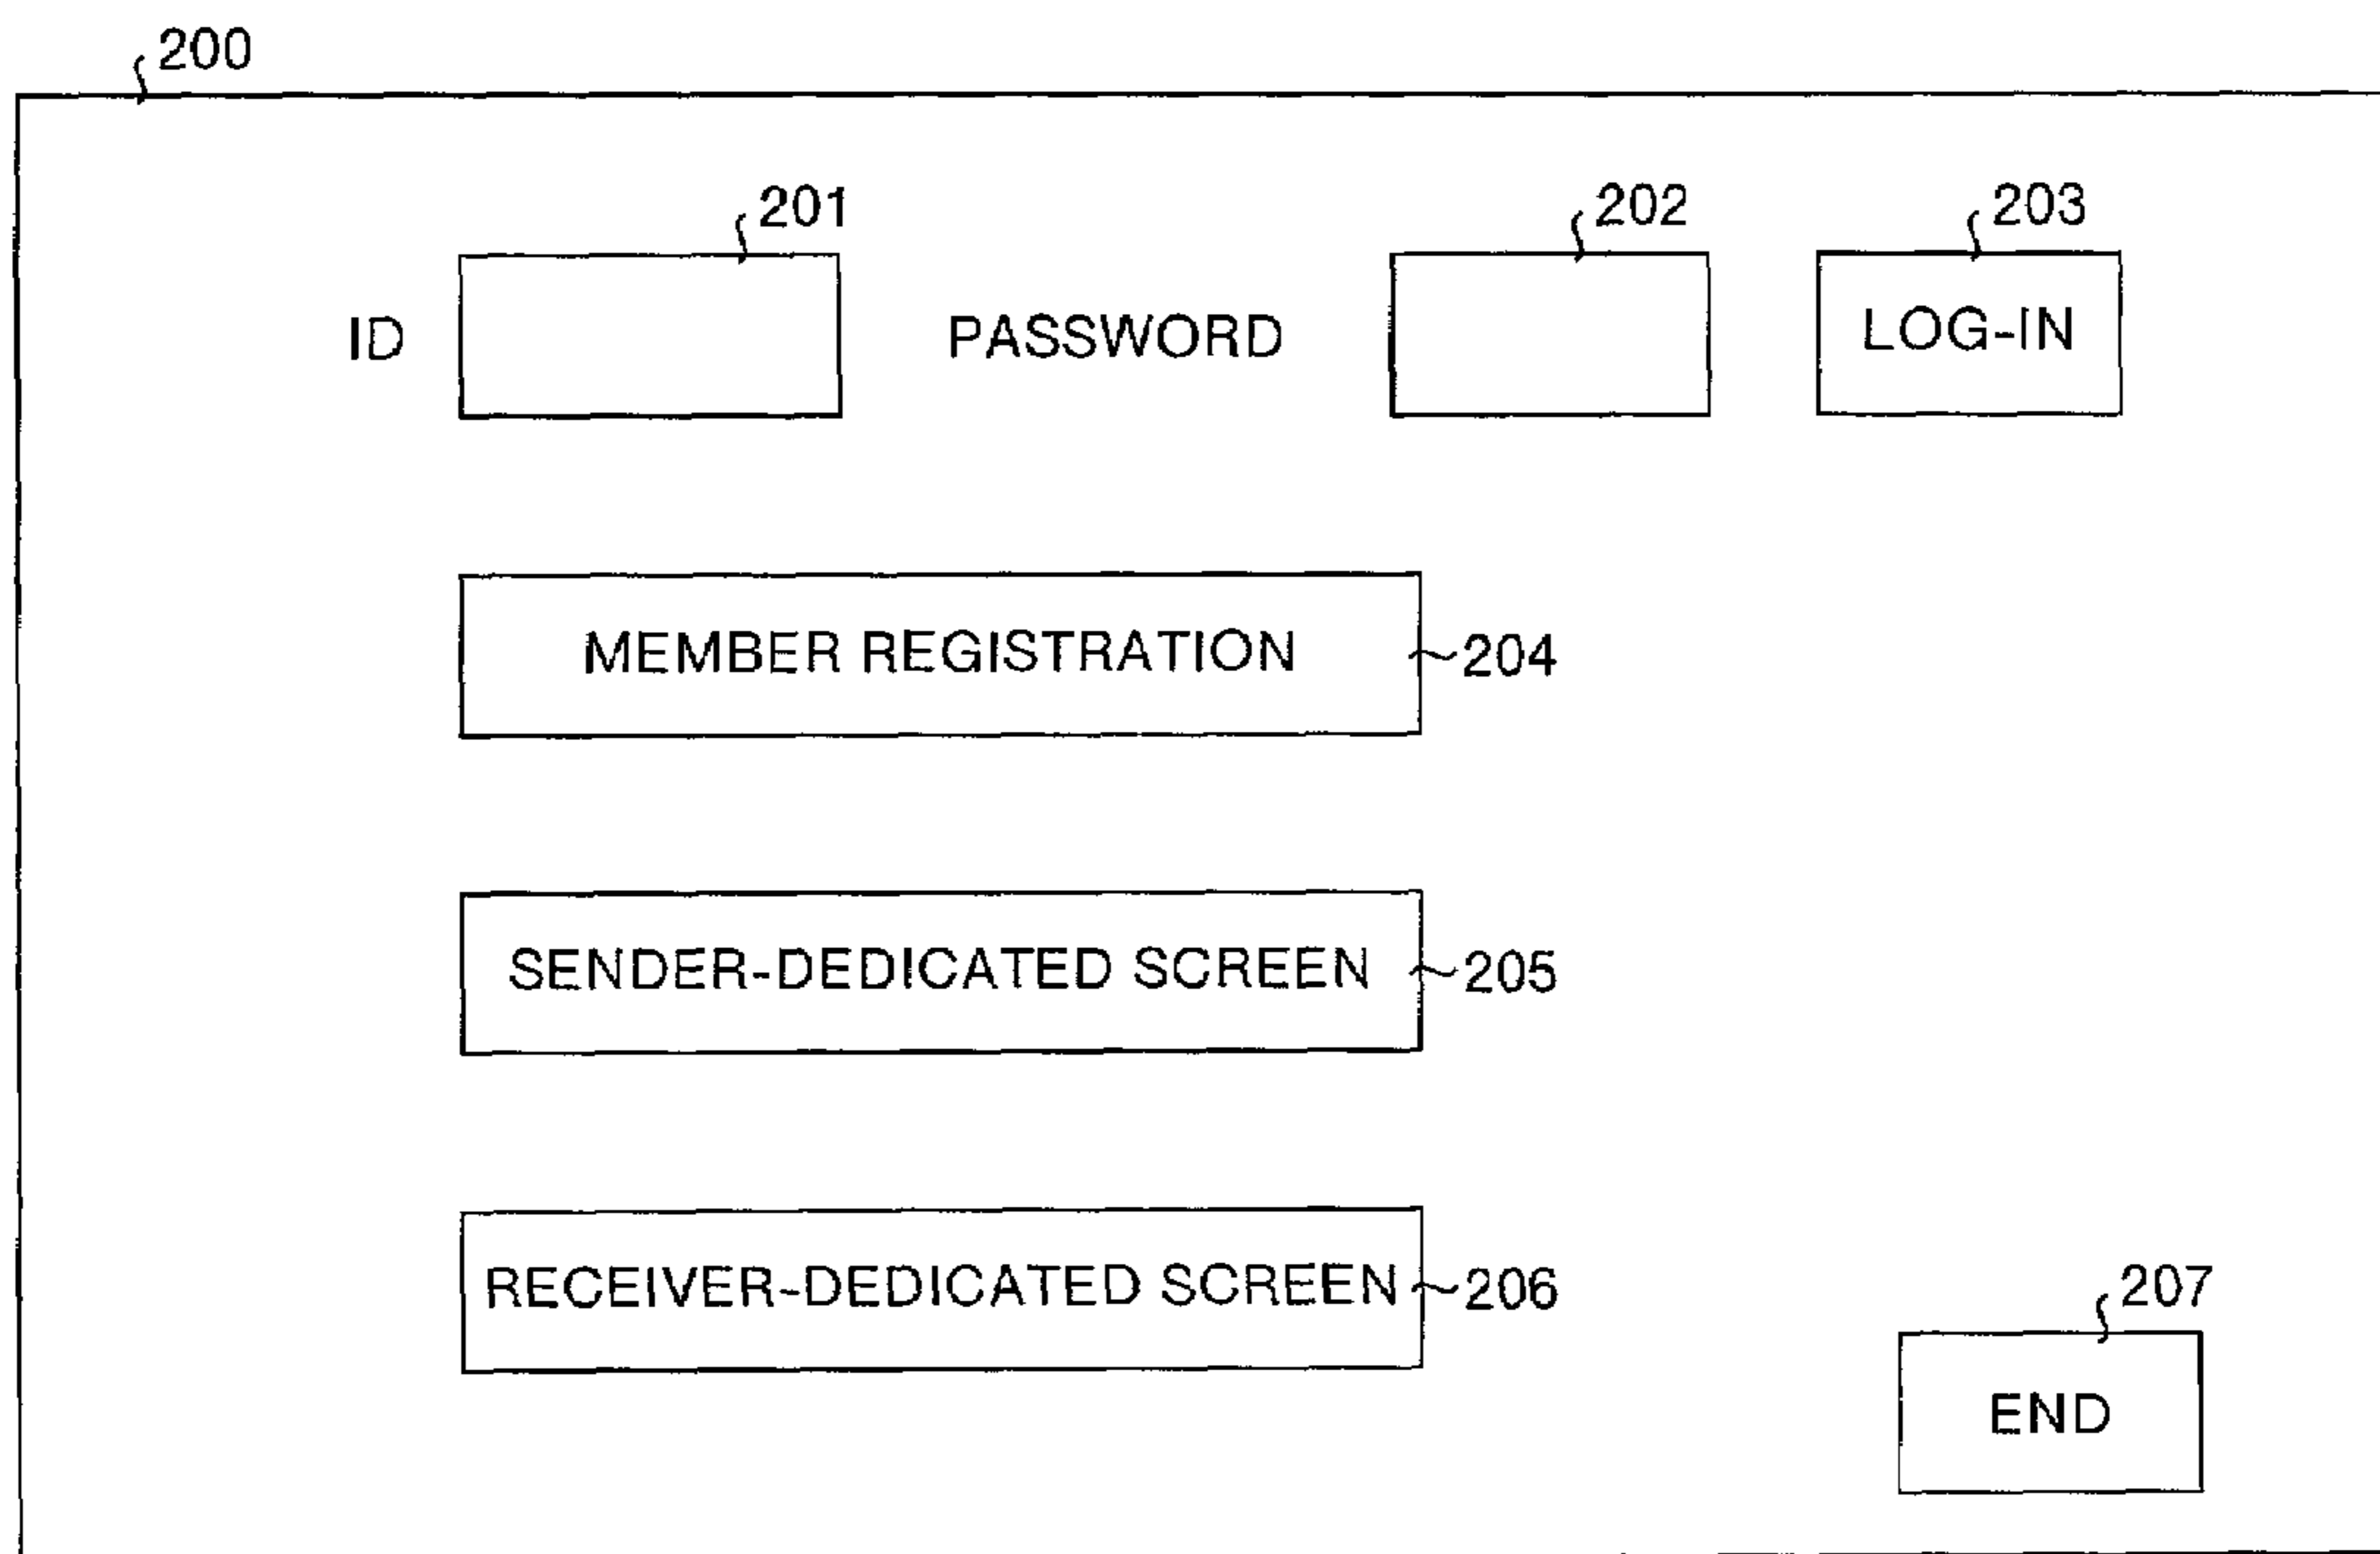 200
201
202
203
ID
PASSWORD
LOG-IN
MEMBER REGISTRATION
204
SENDER-DEDICATED SCREEN
205
RECEIVER-DEDICATED SCREEN
206
207
END